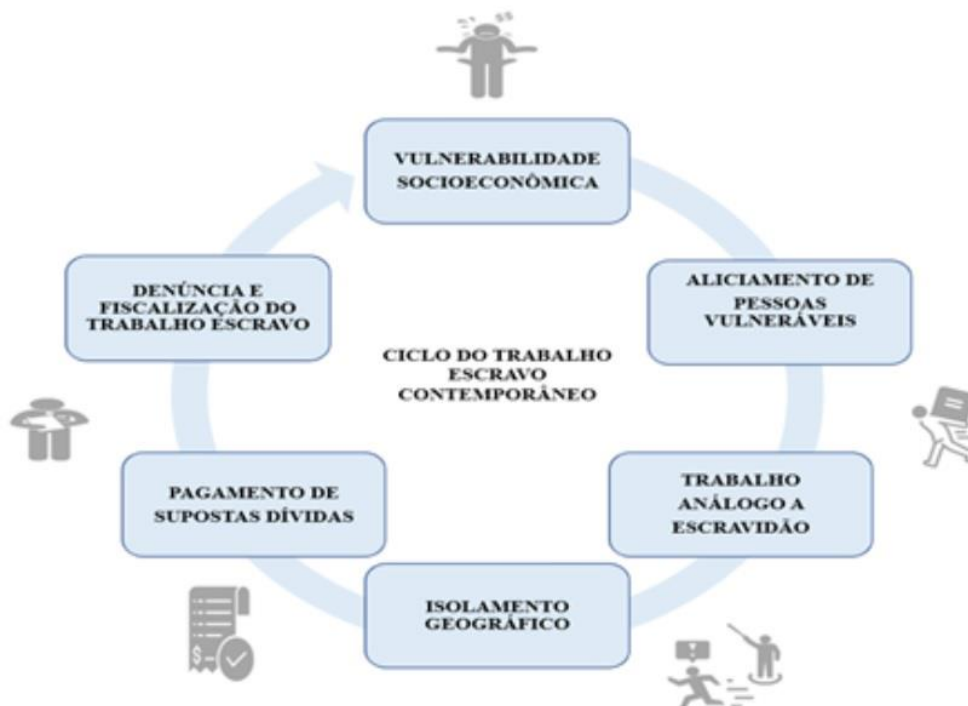 VULNERABILIDADE
SOCIOECONÔMICA
ALICIAMENTO DE
PESSOAS
VULNERÁVEIS
TRABALHO
ANÁLOGO A
ESCRAVIDÃO
ISOLAMENTO
GEOGRÁFICO
PAGAMENTO DE
SUPOSTAS DÍVIDAS
DENÚNCIA E
FISCALIZAÇÃO DO
TRABALHO ESCRAVO
CICLO DO TRABALHO
ESCRAVO
CONTEMPORÂNEO